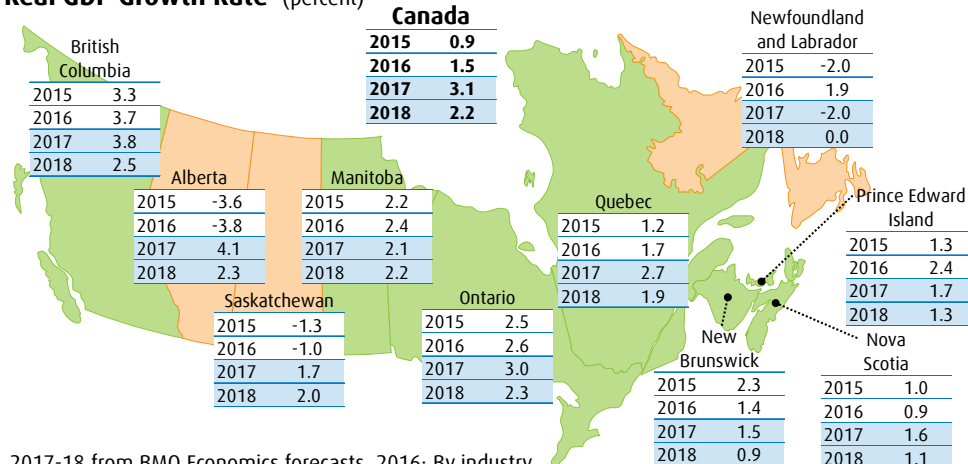 Real GDP Growth Rate (percent)
Canada
2015 0.9
2016 1.5
2017 3.1
2018 2.2
British
Columbia
2015 3.3
2016 3.7
2017 3.8
2018 2.5
Newfoundland
and Labrador
2015 -2.0
2016 1.9
2017 -2.0
2018 0.0
Alberta
2015 -3.6
2016 -3.8
2017 4.1
2018 2.3
Manitoba
2015 2.2
2016 2.4
2017 2.1
2018 2.2
Quebec
2015 1.2
2016 1.7
2017 2.7
2018 1.9
Prince Edward
Island
2015 1.3
2016 2.4
2017 1.7
2018 1.3
Saskatchewan
2015 -1.3
2016 -1.0
2017 1.7
2018 2.0
Ontario
2015 2.5
2016 2.6
2017 3.0
2018 2.3
New
Brunswick
2015 2.3
2016 1.4
2017 1.5
2018 0.9
Nova
Scotia
2015 1.0
2016 0.9
2017 1.6
2018 1.1
2017-18 from BMO Economics forecasts, 2016: By industry